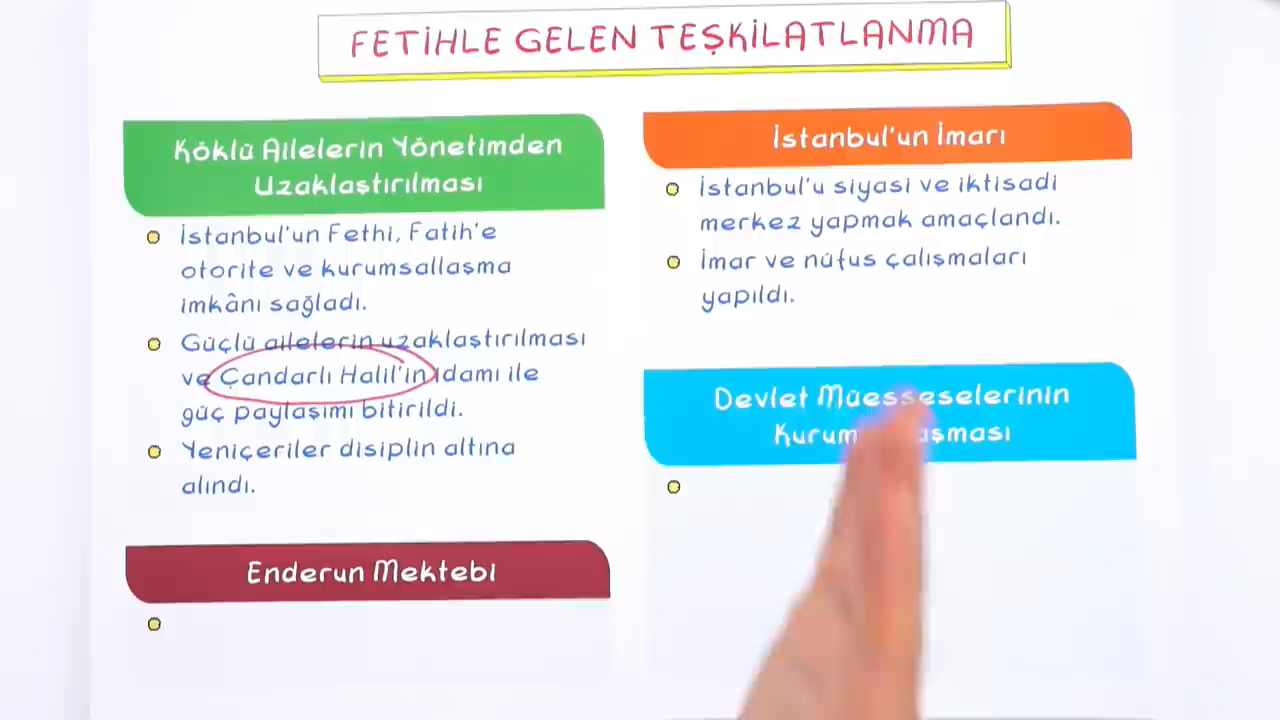 FETİHLE GELEN TEŞKİLATLANMA
Köklü Ailelerin Yönetimden
Uzaklaştırılması
İstanbul'un Fethi, Fatih'e
otorite ve kurumsallaşma
imkânı sağladı.
Güçlü ailelerin uzaklaştırılması
ve Çandarlı Halil'in idamı ile
güç paylaşımı bitirildi.
Yeniçeriler disiplin altına
alındı.
Enderun Mektebi
İstanbul'un İmarı
İstanbul'u siyasi ve iktisadi
merkez yapmak amaçlandı.
İmar ve nüfus çalışmaları
yapıldı.
Devlet Müesseselerinin